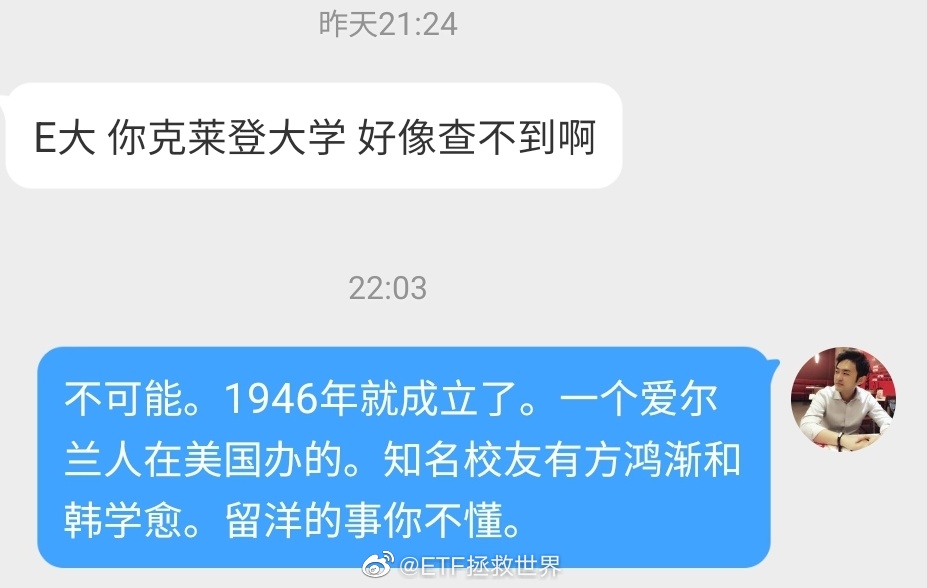 昨天21:24
E大 你克莱登大学 好像查不到啊
22:03
不可能。1946年就成立了。一个爱尔
兰人在美国办的。知名校友有方鸿渐和
韩学愈。留洋的事你不懂。
@ETF拯救世界